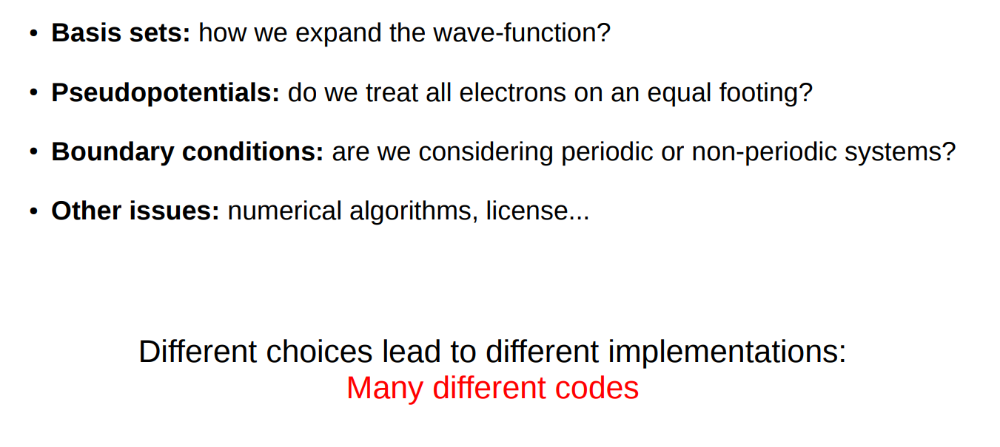 • Basis sets: how we expand the wave-function?
• Pseudopotentials: do we treat all electrons on an equal footing?
• Boundary conditions: are we considering periodic or non-periodic systems?
• Other issues: numerical algorithms, license...
Different choices lead to different implementations:
Many different codes